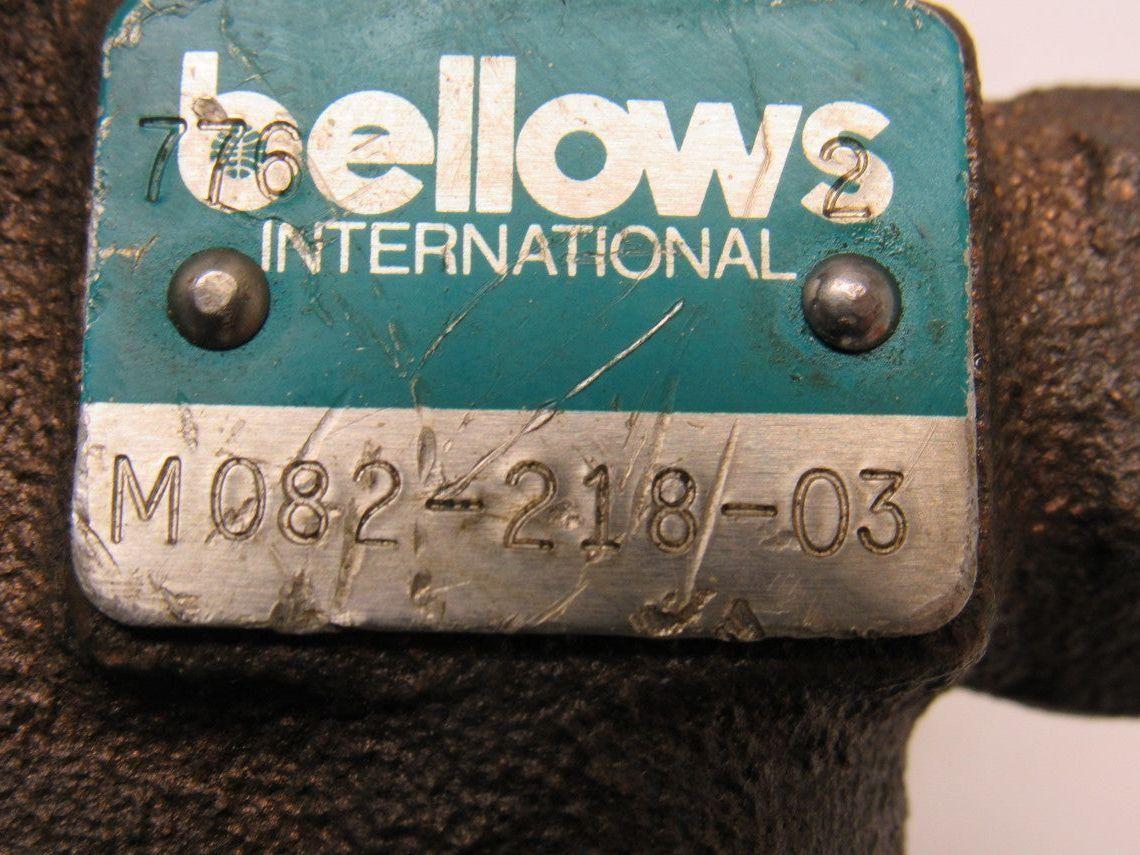 bellows
776 2
INTERNATIONAL
M082-218-03